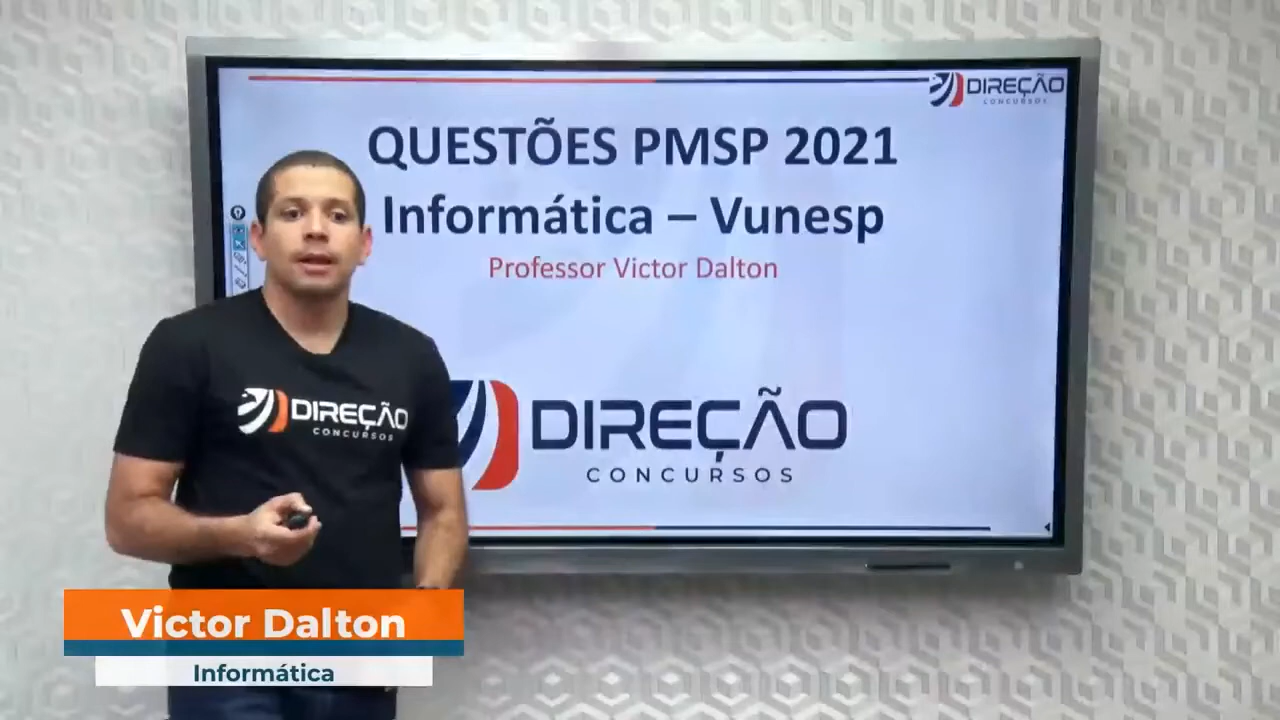 DIREÇÃO
CONCURSOS
QUESTÕES PMSP 2021
Informática – Vunesp
Professor Victor Dalton
DIREÇÃO
CONCURSOS
DIREÇÃO
CONCURSOS
Victor Dalton
Informática